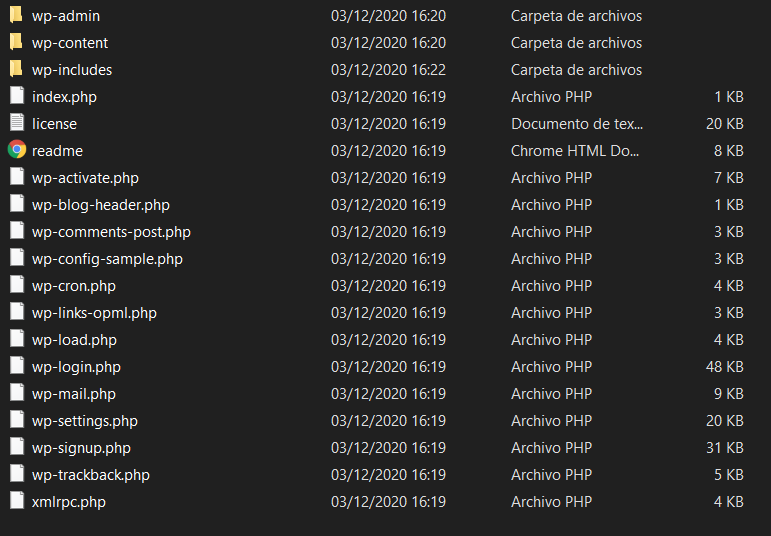 wp-admin 03/12/2020 16:20 Carpeta de archivos
wp-content 03/12/2020 16:20 Carpeta de archivos
wp-includes 03/12/2020 16:22 Carpeta de archivos
index.php 03/12/2020 16:19 Archivo PHP 1 KB
license 03/12/2020 16:19 Documento de tex... 20 KB
readme 03/12/2020 16:19 Chrome HTML Do... 8 KB
wp-activate.php 03/12/2020 16:19 Archivo PHP 7 KB
wp-blog-header.php 03/12/2020 16:19 Archivo PHP 1 KB
wp-comments-post.php 03/12/2020 16:19 Archivo PHP 3 KB
wp-config-sample.php 03/12/2020 16:19 Archivo PHP 3 KB
wp-cron.php 03/12/2020 16:19 Archivo PHP 4 KB
wp-links-opml.php 03/12/2020 16:19 Archivo PHP 3 KB
wp-load.php 03/12/2020 16:19 Archivo PHP 4 KB
wp-login.php 03/12/2020 16:19 Archivo PHP 48 KB
wp-mail.php 03/12/2020 16:19 Archivo PHP 9 KB
wp-settings.php 03/12/2020 16:19 Archivo PHP 20 KB
wp-signup.php 03/12/2020 16:19 Archivo PHP 31 KB
wp-trackback.php 03/12/2020 16:19 Archivo PHP 5 KB
xmlrpc.php 03/12/2020 16:19 Archivo PHP 4 KB